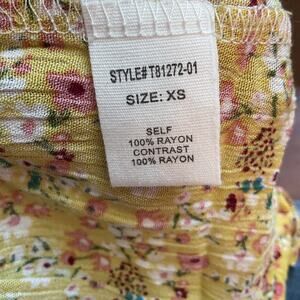 STYLE# T81272-01
SIZE: XS
SELF
100% RAYON
CONTRAST
100% RAYON